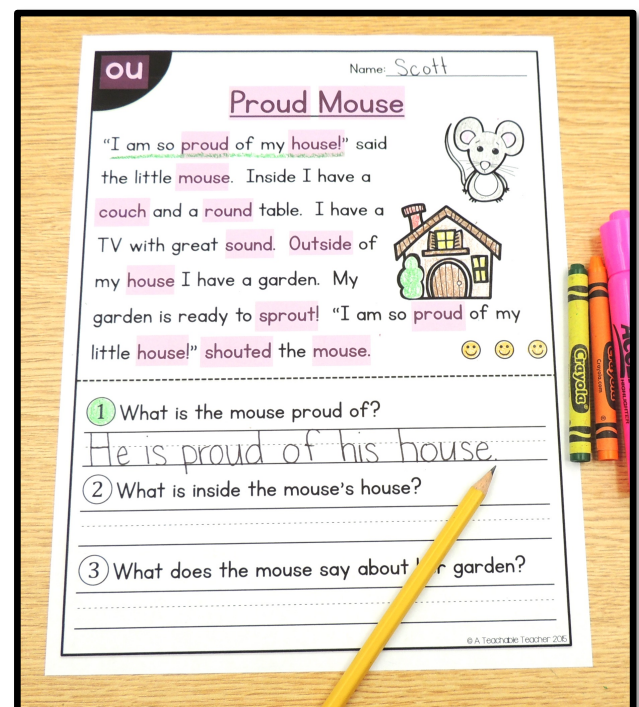 ou
Name: Scott
Proud Mouse
“I am so proud of my house!” said
the little mouse. Inside I have a
couch and a round table. I have a
TV with great sound. Outside of
my house I have a garden. My
garden is ready to sprout! “I am so proud of my
little house!” shouted the mouse.
1 What is the mouse proud of?
He is proud of his house.
2 What is inside the mouse's house?
3 What does the mouse say about garden?
© A Teachable Teacher 2015
Crayola
Crayola
HIGHLIGHTER